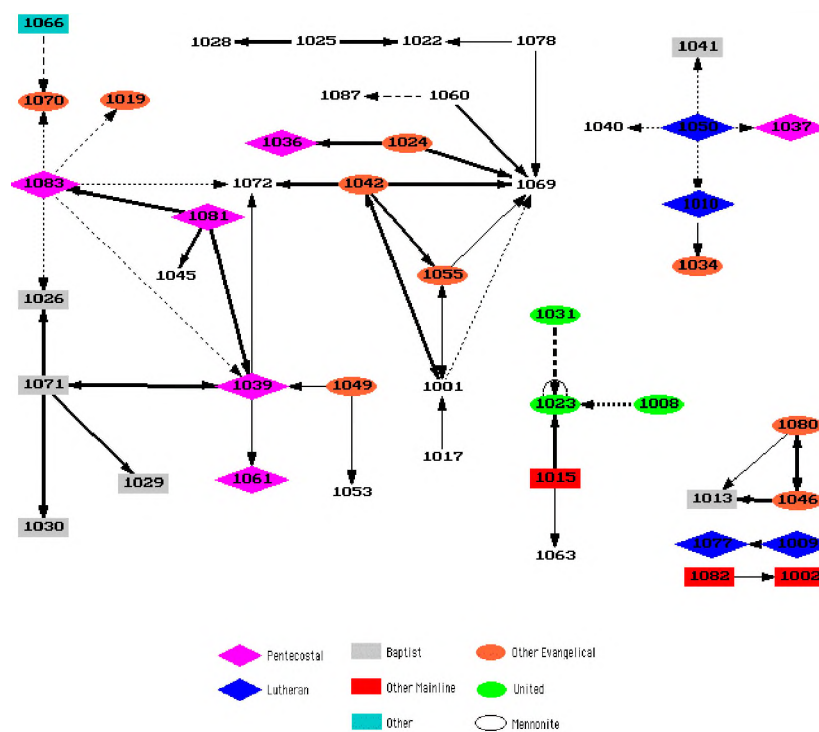 1066
1028 1025 1022 1078
1041
1070 1019
1087 1060
1040 1050 1037
1036 1024
1083 1072 1042 1069
1081
1010
1045 1055 1034
1026
1031
1071 1039 1049 1001
1023 1008
1080
1017
1029 1061 1053 1015
1013 1046
1030
1063
1077 1009
1082 1002
Pentecostal Baptist Other Evangelical
Lutheran Other Mainline United
Other Mennonite